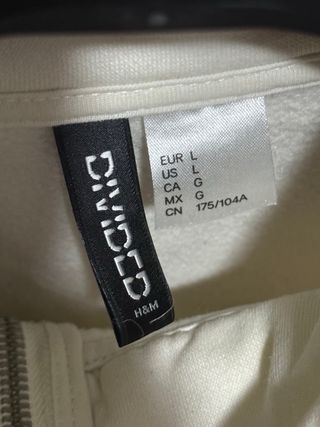 DIVIDED
H&M
EUR L
US L
CA G
MX G
CN 175/104A